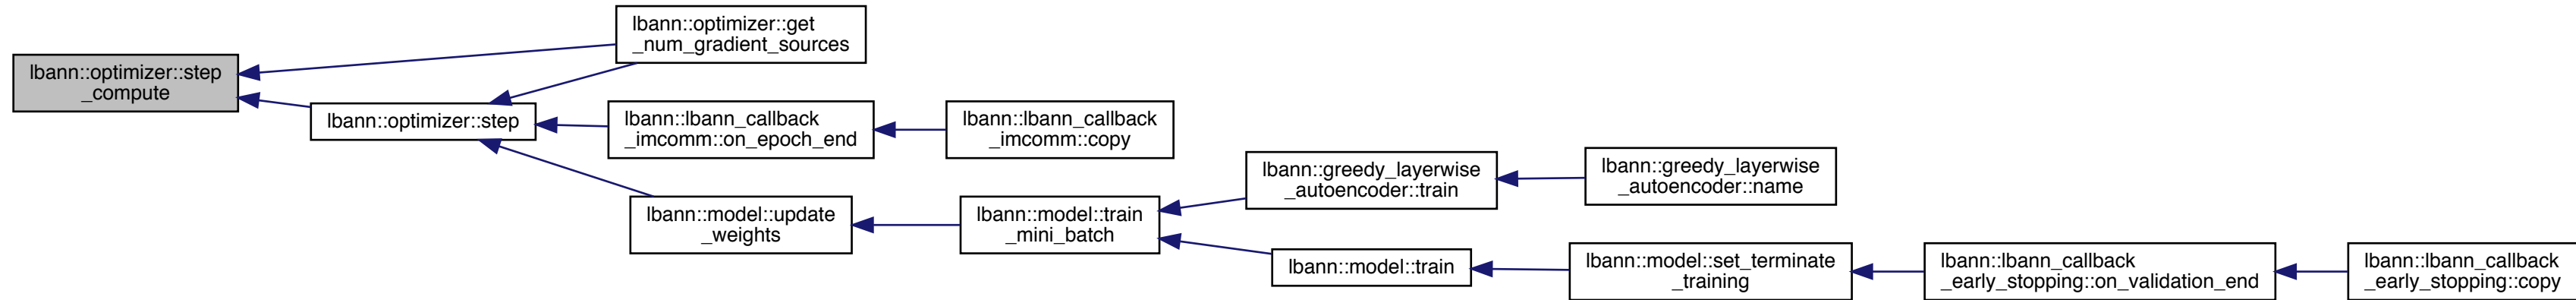 lbann::optimizer::step
_compute
lbann::optimizer::get
_num_gradient_sources
lbann::optimizer::step
lbann::lbann_callback
_imcomm::on_epoch_end
lbann::lbann_callback
_imcomm::copy
lbann::model::update
_weights
lbann::model::train
_mini_batch
lbann::greedy_layerwise
_autoencoder::train
lbann::greedy_layerwise
_autoencoder::name
lbann::model::train
lbann::model::set_terminate
_training
lbann::lbann_callback
_early_stopping::on_validation_end
lbann::lbann_callback
_early_stopping::copy